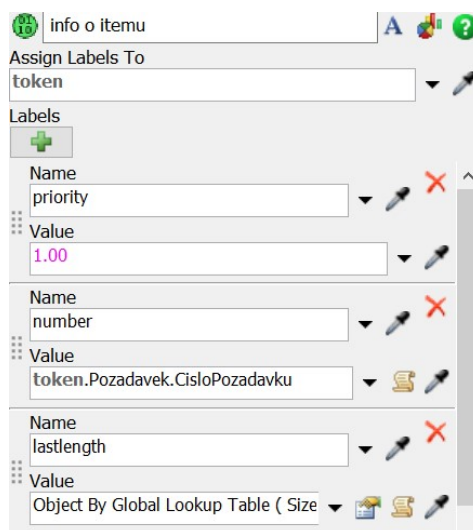 info o itemu
Assign Labels To
token
Labels
Name
priority
Value
1.00
Name
number
Value
token.Pozadavek.CisloPozadavku
Name
lastlength
Value
Object By Global Lookup Table ( Size